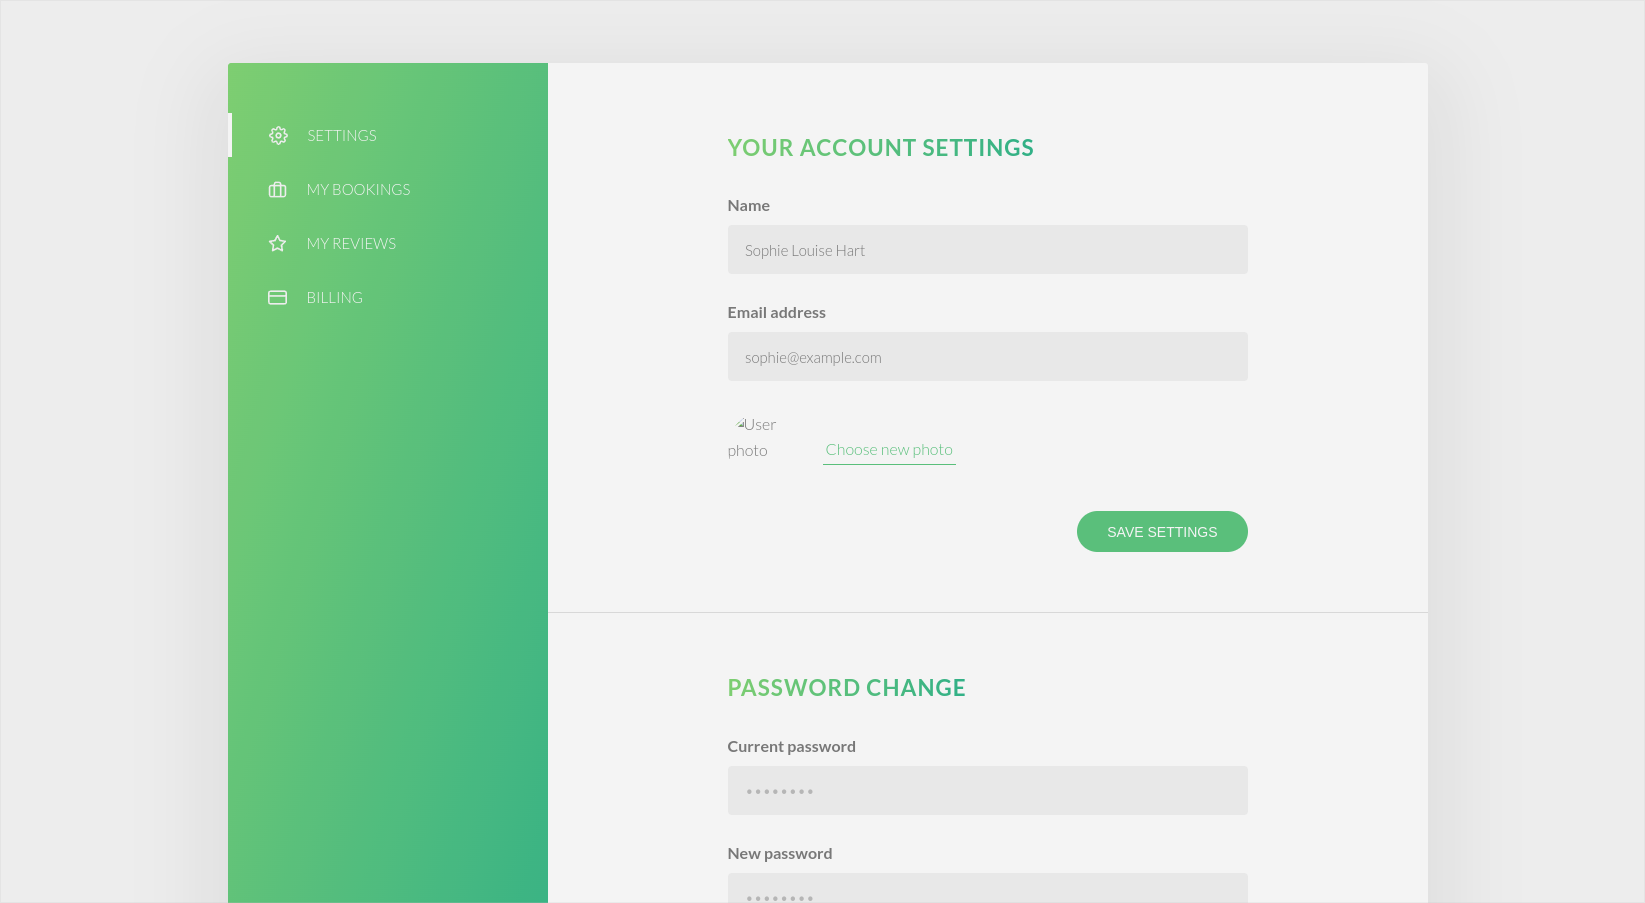 SETTINGS
MY BOOKINGS
MY REVIEWS
BILLING
YOUR ACCOUNT SETTINGS
Name
Sophie Louise Hart
Email address
sophie@example.com
User
photo
Choose new photo
SAVE SETTINGS
PASSWORD CHANGE
Current password
••••••••
New password
••••••••